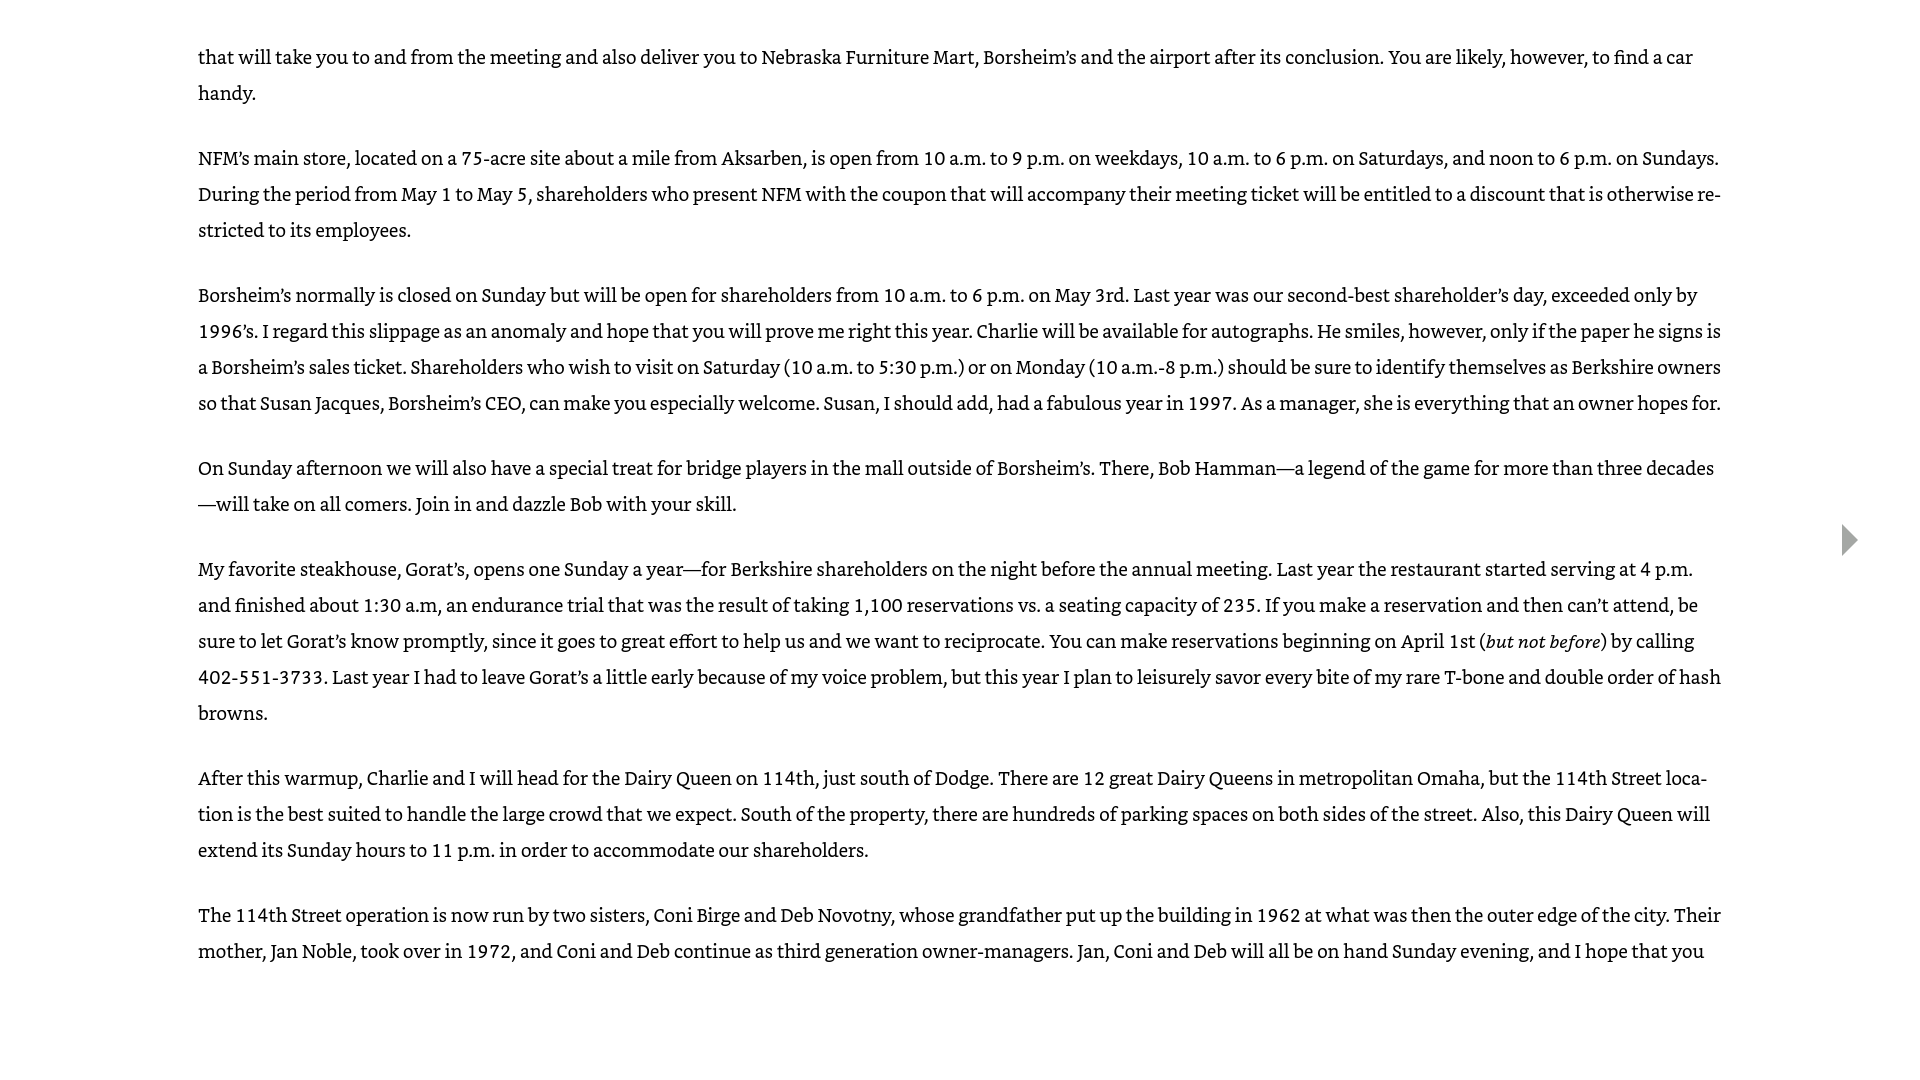 that will take you to and from the meeting and also deliver you to Nebraska Furniture Mart, Borsheim’s and the airport after its conclusion. You are likely, however, to find a car
handy.
NFM’s main store, located on a 75-acre site about a mile from Aksarben, is open from 10 a.m. to 9 p.m. on weekdays, 10 a.m. to 6 p.m. on Saturdays, and noon to 6 p.m. on Sundays.
During the period from May 1 to May 5, shareholders who present NFM with the coupon that will accompany their meeting ticket will be entitled to a discount that is otherwise re-
stricted to its employees.
Borsheim’s normally is closed on Sunday but will be open for shareholders from 10 a.m. to 6 p.m. on May 3rd. Last year was our second-best shareholder’s day, exceeded only by
1996’s. I regard this slippage as an anomaly and hope that you will prove me right this year. Charlie will be available for autographs. He smiles, however, only if the paper he signs is
a Borsheim’s sales ticket. Shareholders who wish to visit on Saturday (10 a.m. to 5:30 p.m.) or on Monday (10 a.m.-8 p.m.) should be sure to identify themselves as Berkshire owners
so that Susan Jacques, Borsheim’s CEO, can make you especially welcome. Susan, I should add, had a fabulous year in 1997. As a manager, she is everything that an owner hopes for.
On Sunday afternoon we will also have a special treat for bridge players in the mall outside of Borsheim’s. There, Bob Hamman—a legend of the game for more than three decades
—will take on all comers. Join in and dazzle Bob with your skill.
My favorite steakhouse, Gorat’s, opens one Sunday a year—for Berkshire shareholders on the night before the annual meeting. Last year the restaurant started serving at 4 p.m.
and finished about 1:30 a.m, an endurance trial that was the result of taking 1,100 reservations vs. a seating capacity of 235. If you make a reservation and then can’t attend, be
sure to let Gorat’s know promptly, since it goes to great effort to help us and we want to reciprocate. You can make reservations beginning on April 1st (but not before) by calling
402-551-3733. Last year I had to leave Gorat’s a little early because of my voice problem, but this year I plan to leisurely savor every bite of my rare T-bone and double order of hash
browns.
After this warmup, Charlie and I will head for the Dairy Queen on 114th, just south of Dodge. There are 12 great Dairy Queens in metropolitan Omaha, but the 114th Street loca-
tion is the best suited to handle the large crowd that we expect. South of the property, there are hundreds of parking spaces on both sides of the street. Also, this Dairy Queen will
extend its Sunday hours to 11 p.m. in order to accommodate our shareholders.
The 114th Street operation is now run by two sisters, Coni Birge and Deb Novotny, whose grandfather put up the building in 1962 at what was then the outer edge of the city. Their
mother, Jan Noble, took over in 1972, and Coni and Deb continue as third generation owner-managers. Jan, Coni and Deb will all be on hand Sunday evening, and I hope that you